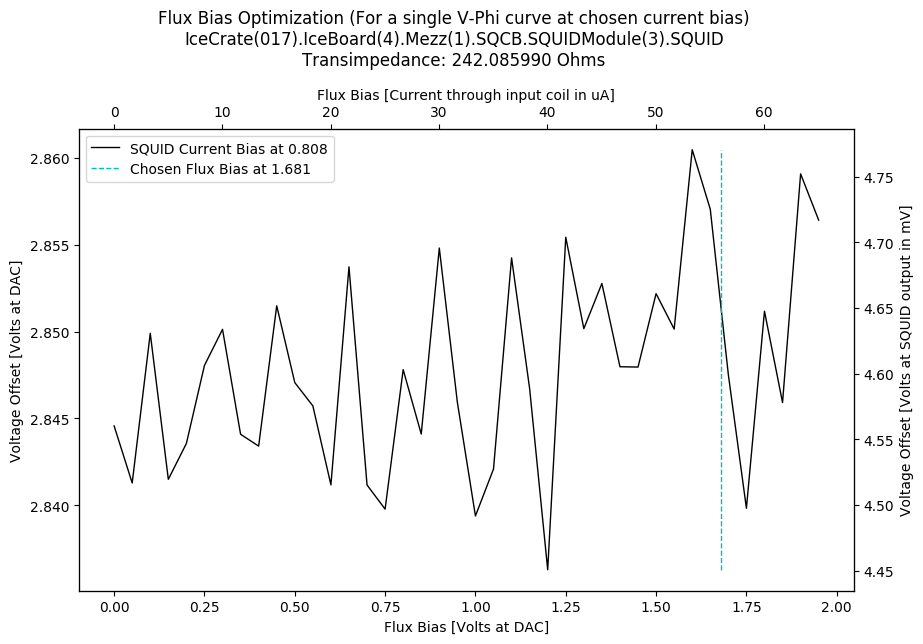 Flux Bias Optimization (For a single V-Phi curve at chosen current bias)
IceCrate(017).IceBoard(4).Mezz(1).SQCB.SQUIDModule(3).SQUID
Transimpedance: 242.085990 Ohms
Flux Bias [Current through input coil in uA]
0 10 20 30 40 50 60
SQUID Current Bias at 0.808
Chosen Flux Bias at 1.681
Voltage Offset [Volts at DAC]
2.860
2.855
2.850
2.845
2.840
4.75
4.70
4.65
4.60
4.55
4.50
4.45
Voltage Offset [Volts at SQUID output in mV]
0.00 0.25 0.50 0.75 1.00 1.25 1.50 1.75 2.00
Flux Bias [Volts at DAC]